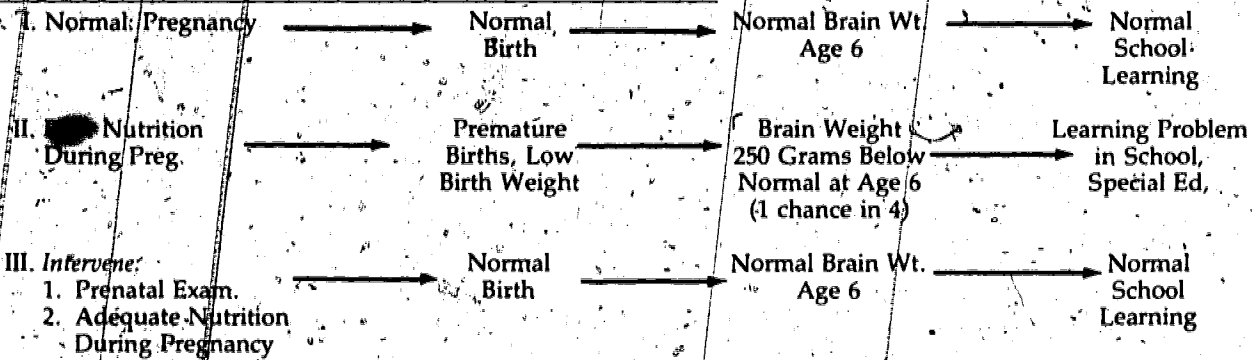 I. Normal: Pregnancy
Normal
Birth
Normal Brain Wt.
Age 6
Normal
School
Learning
II. Nutrition
During Preg.
Premature
Births, Low
Birth Weight
Brain Weight
250 Grams Below
Normal at Age 6
(1 chance in 4)
Learning Problem
in School,
Special Ed,
III. Intervene:
1. Prenatal Exam.
2. Adequate Nutrition
During Pregnancy
Normal
Birth
Normal Brain Wt.
Age 6
Normal
School
Learning